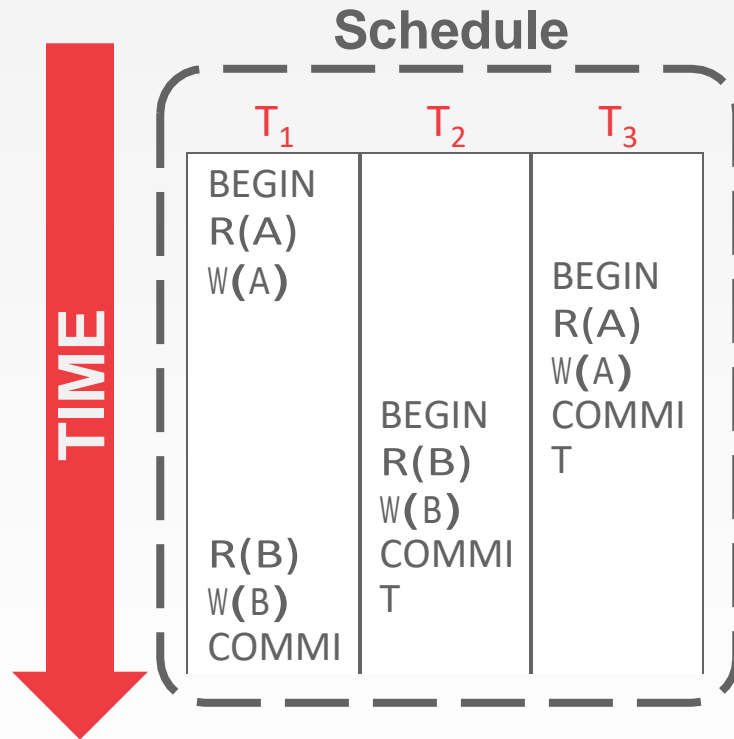 Schedule
TIME
T₁ T₂ T₃
BEGIN
R(A)
W(A)
R(B)
W(B)
COMMI
BEGIN
R(B)
W(B)
COMMI
T
BEGIN
R(A)
W(A)
COMMI
T